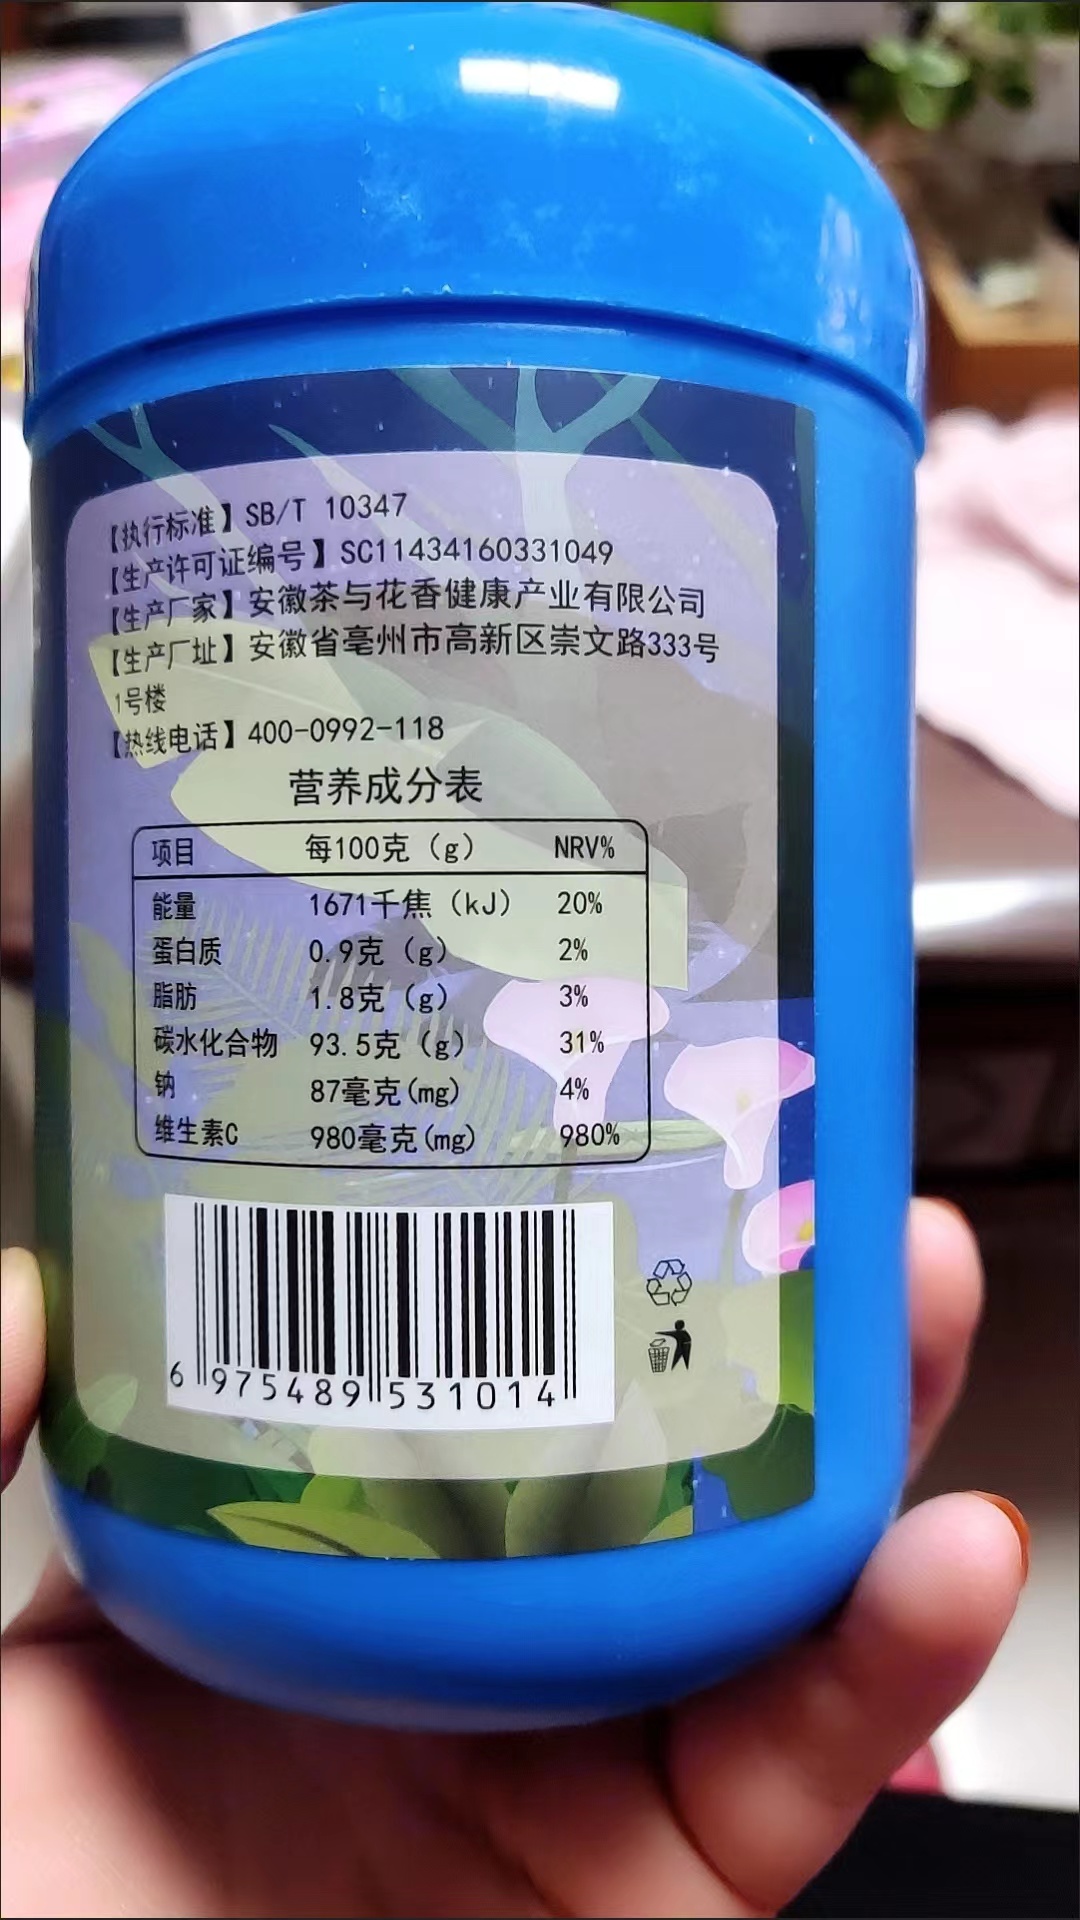 【执行标准】SB/T 10347
【生产许可证编号】SC11434160331049
【生产厂家】安徽茶与花香健康产业有限公司
【生产厂址】安徽省亳州市高新区崇文路333号
1号楼
【热线电话】400-0992-118
营养成分表
项目 每100克（g） NRV%
能量 1671千焦（kJ） 20%
蛋白质 0.9克（g） 2%
脂肪 1.8克（g） 3%
碳水化合物 93.5克（g） 31%
钠 87毫克(mg) 4%
维生素C 980毫克(mg) 980%
6 975489 531014